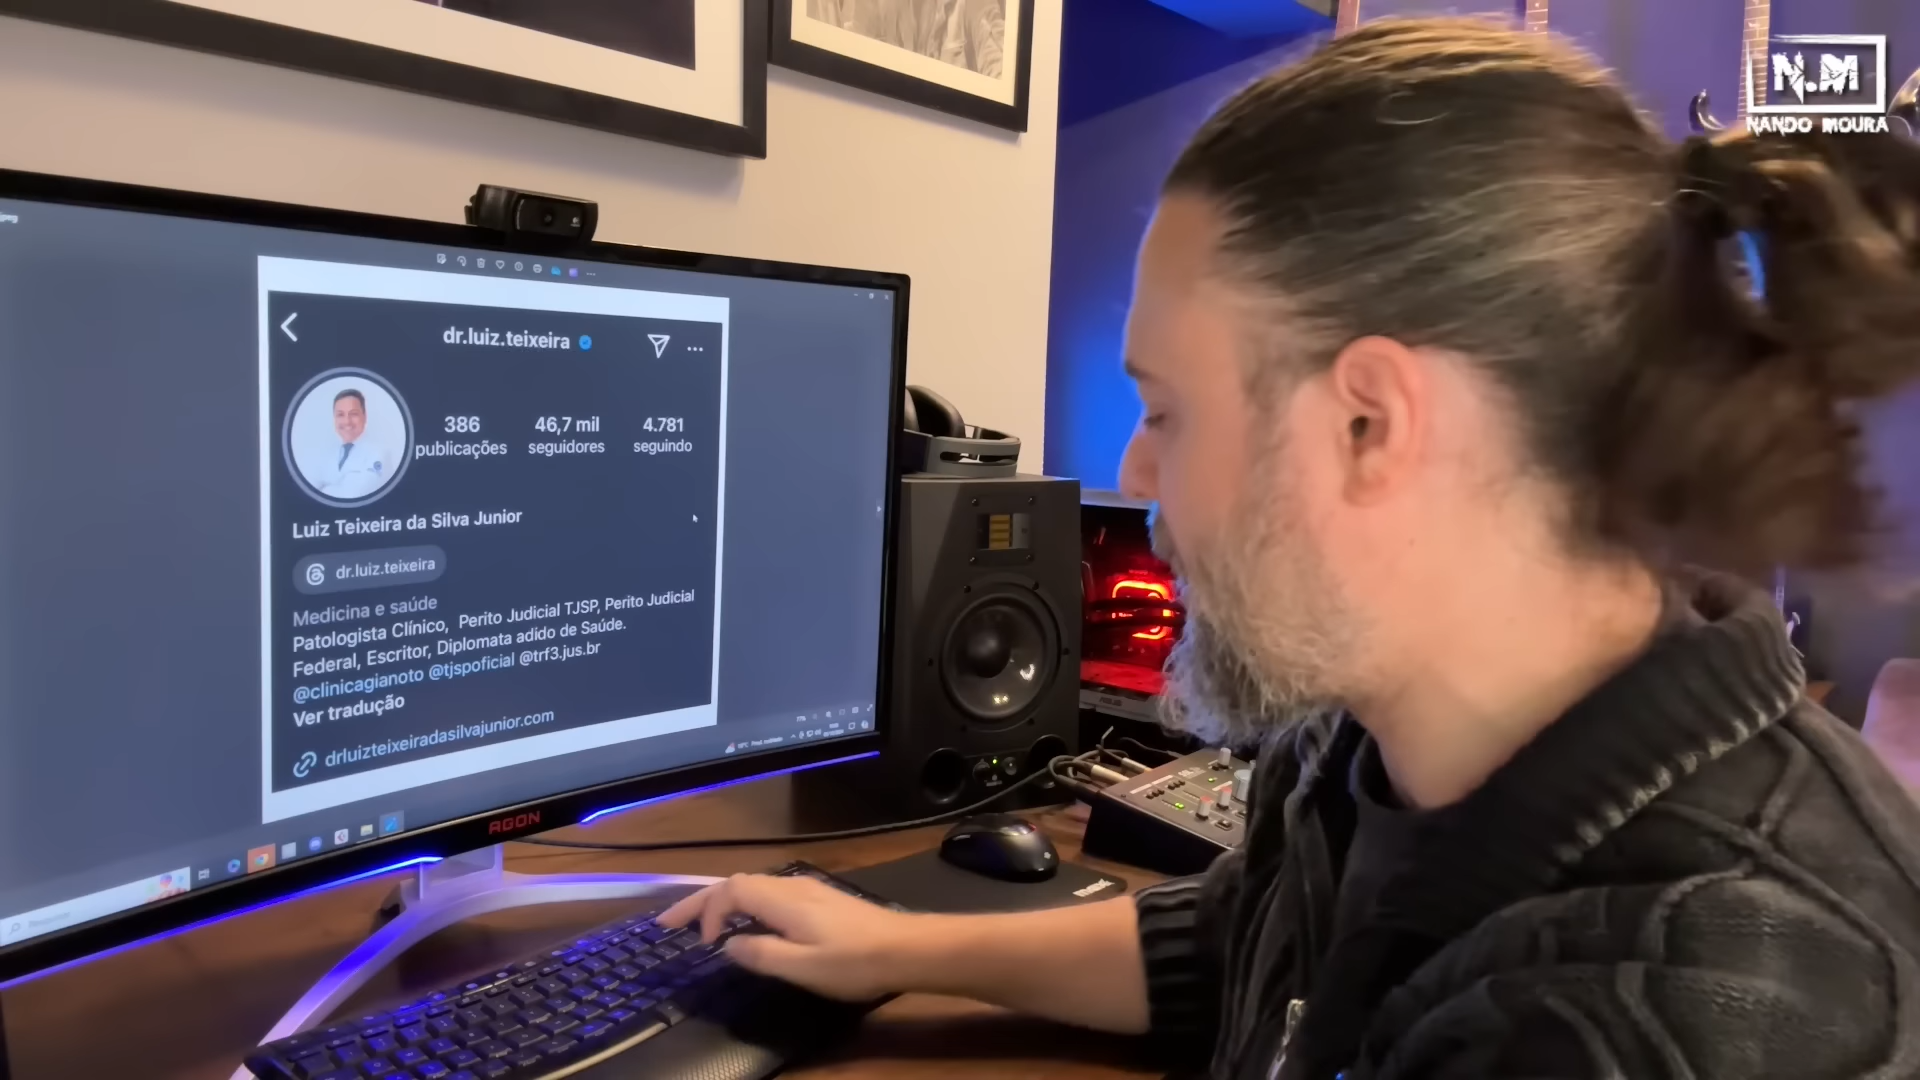 N.M
NANDO MOURA
jpeg
dr.luiz.teixeira
386
publicações
46,7 mil
seguidores
4.781
seguindo
Luiz Teixeira da Silva Junior
dr.luiz.teixeira
Medicina e saúde
Patologista Clínico, Perito Judicial TJSP, Perito Judicial
Federal, Escritor, Diplomata adido de Saúde.
@clinicagianoto @tjspoficial @trf3.jus.br
Ver tradução
drluizteixeiradasilvajunior.com
AGON